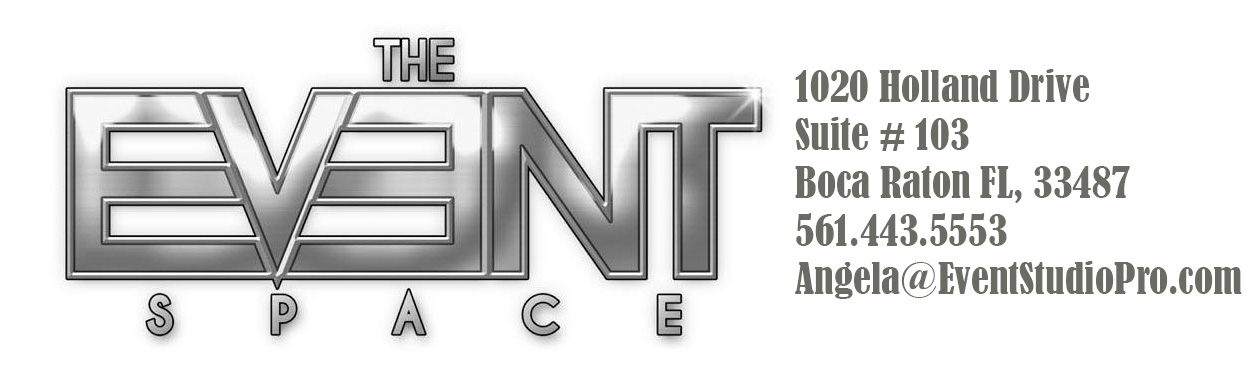 THE
EVENT
SPACE
1020 Holland Drive
Suite # 103
Boca Raton FL, 33487
561.443.5553
Angela@EventStudioPro.com